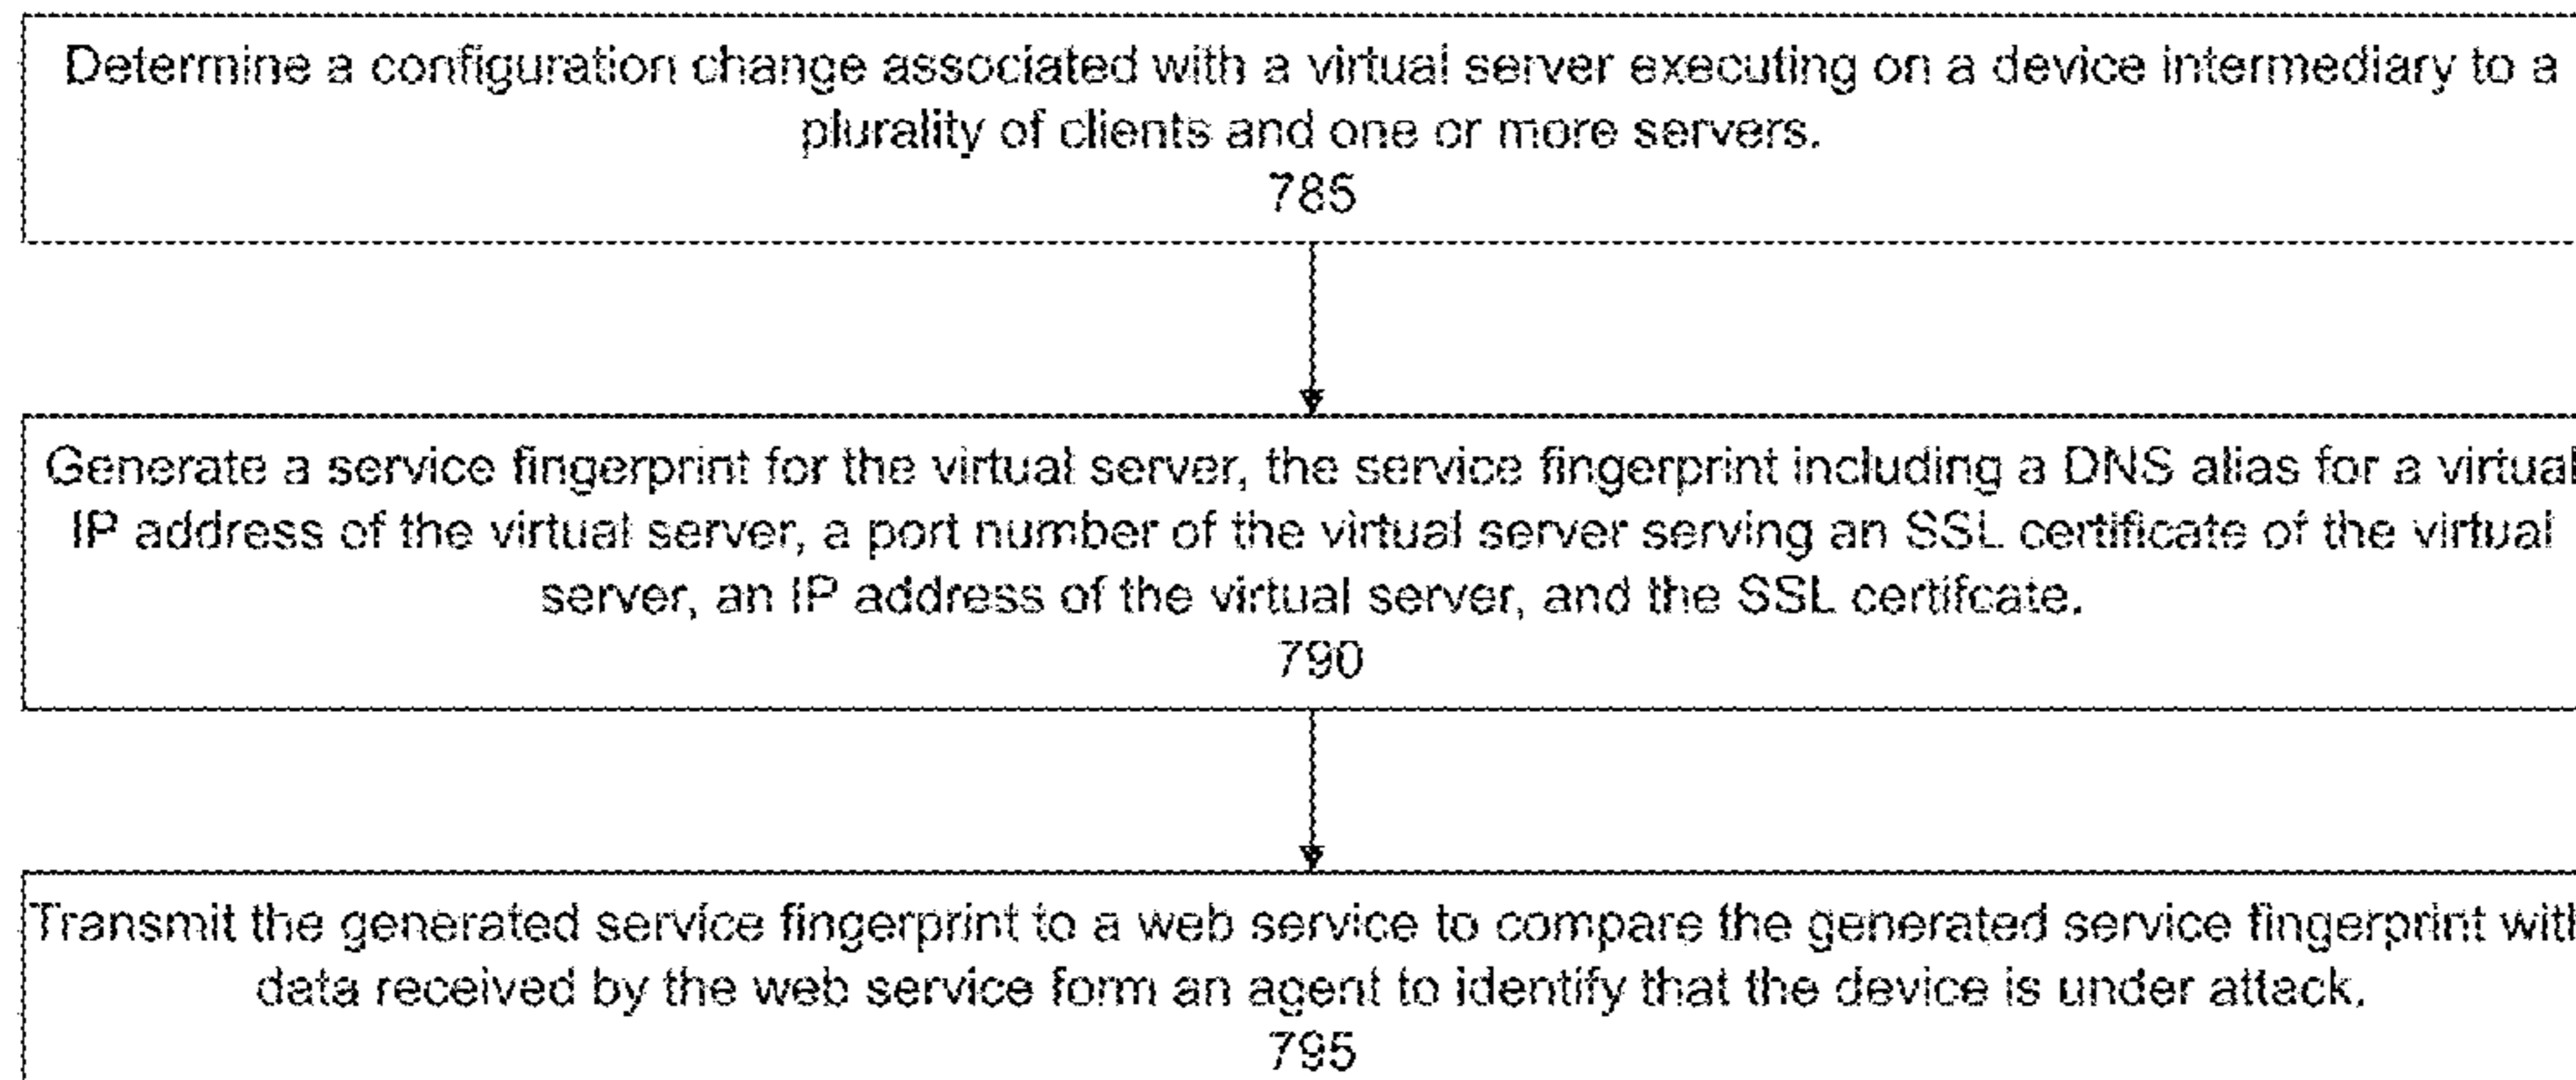 Determine a configuration change associated with a virtual server executing on a device intermediary to a
plurality of clients and one or more servers.
785
Generate a service fingerprint for the virtual server, the service fingerprint including a DNS alias for a virtual
IP address of the virtual server, a port number of the virtual server serving an SSL certificate of the virtual
server, an IP address of the virtual server, and the SSL certifcate.
790
Transmit the generated service fingerprint to a web service to compare the generated service fingerprint with
data received by the web service form an agent to identify that the device is under attack.
795